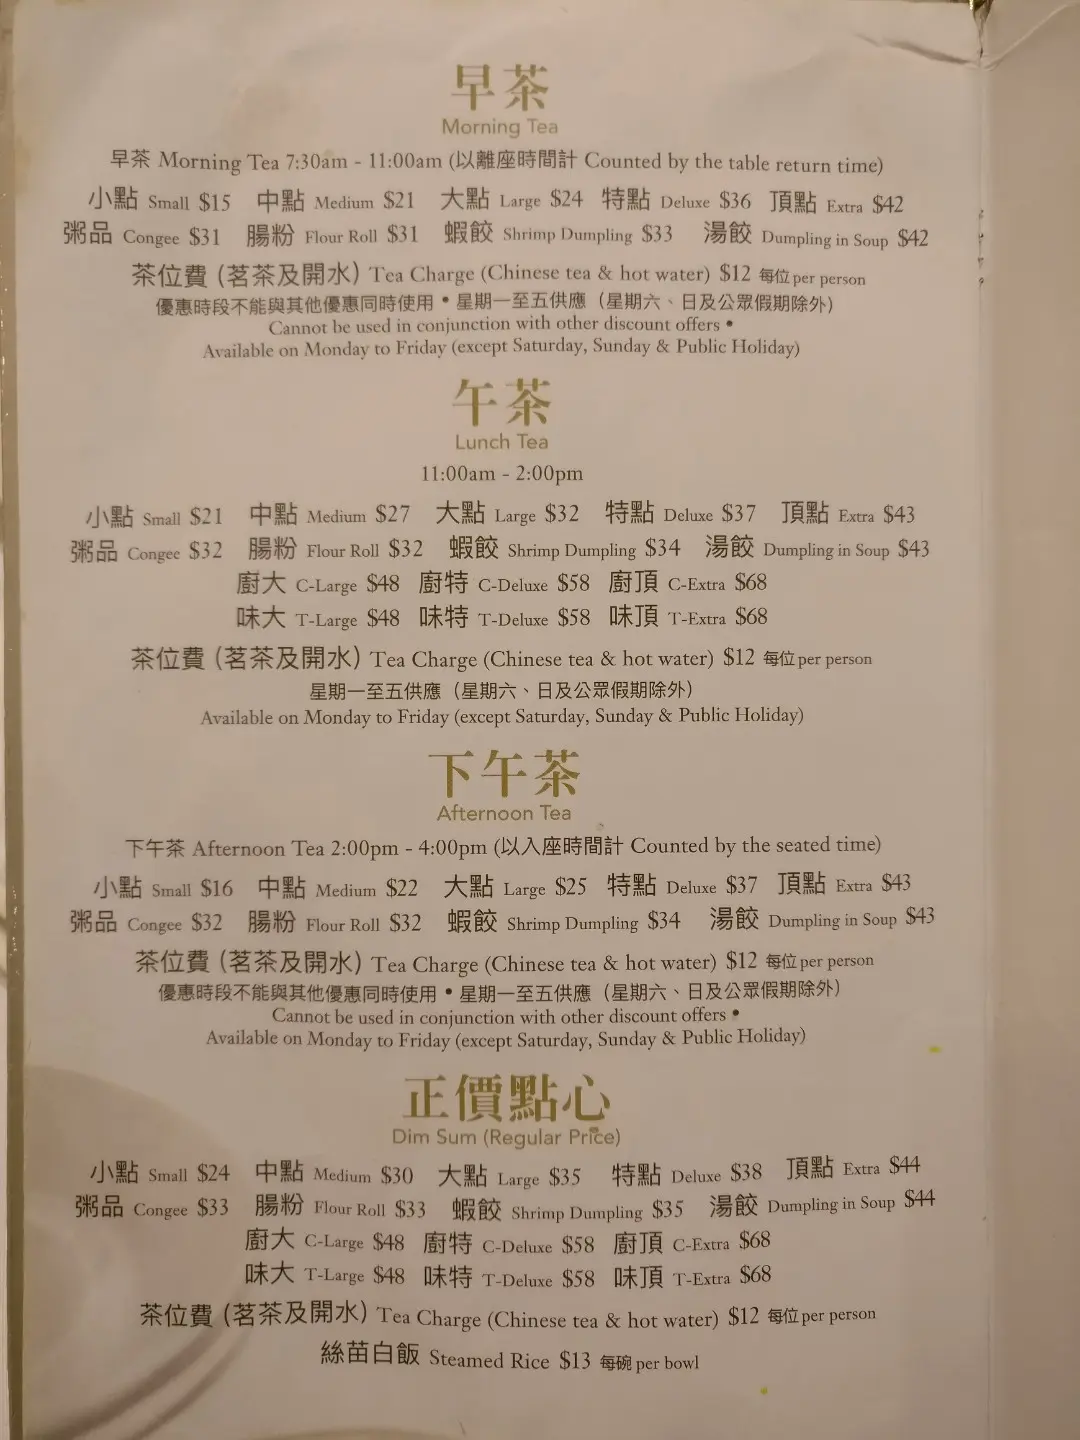 早茶
Morning Tea
早茶 Morning Tea 7:30am - 11:00am (以離座時間計 Counted by the table return time)
小點 Small $15 中點 Medium $21 大點 Large $24 特點 Deluxe $36 頂點 Extra $42
粥品 Congee $31 腸粉 Flour Roll $31 蝦餃 Shrimp Dumpling $33 湯餃 Dumpling in Soup $42
茶位費 (茗茶及開水) Tea Charge (Chinese tea & hot water) $12 每位 per person
優惠時段不能與其他優惠同時使用 • 星期一至五供應（星期六、日及公眾假期除外）
Cannot be used in conjunction with other discount offers •
Available on Monday to Friday (except Saturday, Sunday & Public Holiday)
午茶
Lunch Tea
11:00am - 2:00pm
小點 Small $21 中點 Medium $27 大點 Large $32 特點 Deluxe $37 頂點 Extra $43
粥品 Congee $32 腸粉 Flour Roll $32 蝦餃 Shrimp Dumpling $34 湯餃 Dumpling in Soup $43
廚大 C-Large $48 廚特 C-Deluxe $58 廚頂 C-Extra $68
味大 T-Large $48 味特 T-Deluxe $58 味頂 T-Extra $68
茶位費 (茗茶及開水) Tea Charge (Chinese tea & hot water) $12 每位 per person
星期一至五供應（星期六、日及公眾假期除外）
Available on Monday to Friday (except Saturday, Sunday & Public Holiday)
下午茶
Afternoon Tea
下午茶 Afternoon Tea 2:00pm - 4:00pm (以入座時間計 Counted by the seated time)
小點 Small $16 中點 Medium $22 大點 Large $25 特點 Deluxe $37 頂點 Extra $43
粥品 Congee $32 腸粉 Flour Roll $32 蝦餃 Shrimp Dumpling $34 湯餃 Dumpling in Soup $43
茶位費 (茗茶及開水) Tea Charge (Chinese tea & hot water) $12 每位 per person
優惠時段不能與其他優惠同時使用 • 星期一至五供應（星期六、日及公眾假期除外）
Cannot be used in conjunction with other discount offers •
Available on Monday to Friday (except Saturday, Sunday & Public Holiday)
正價點心
Dim Sum (Regular Price)
小點 Small $24 中點 Medium $30 大點 Large $35 特點 Deluxe $38 頂點 Extra $44
粥品 Congee $33 腸粉 Flour Roll $33 蝦餃 Shrimp Dumpling $35 湯餃 Dumpling in Soup $44
廚大 C-Large $48 廚特 C-Deluxe $58 廚頂 C-Extra $68
味大 T-Large $48 味特 T-Deluxe $58 味頂 T-Extra $68
茶位費 (茗茶及開水) Tea Charge (Chinese tea & hot water) $12 每位 per person
絲苗白飯 Steamed Rice $13 每碗 per bowl